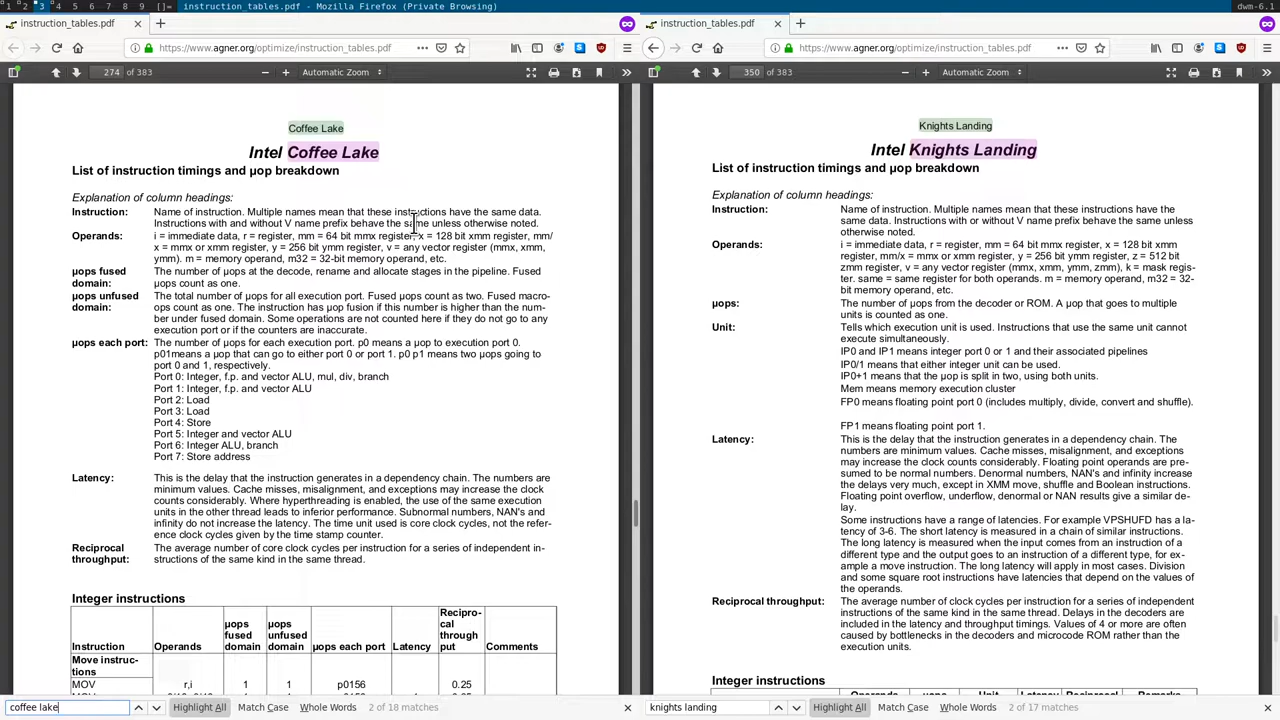 1 2 3 4 5 6 7 8 9 []= instruction_tables.pdf - Mozilla Firefox (Private Browsing) dwm-6.1
instruction_tables.pdf
https://www.agner.org/optimize/instruction_tables.pdf
274 of 383
Automatic Zoom
Coffee Lake
Intel Coffee Lake
List of instruction timings and µop breakdown
Explanation of column headings:
Instruction: Name of instruction. Multiple names mean that these instructions have the same data.
Instructions with and without V name prefix behave the same unless otherwise noted.
Operands: i = immediate data, r = register, mm = 64 bit mmx register, x = 128 bit xmm register, mm/
x = mmx or xmm register, y = 256 bit ymm register, v = any vector register (mmx, xmm,
ymm). m = memory operand, m32 = 32-bit memory operand, etc.
µops fused The number of µops at the decode, rename and allocate stages in the pipeline. Fused
domain: µops count as one.
µops unfused The total number of µops for all execution port. Fused µops count as two. Fused macro-
domain: ops count as one. The instruction has µop fusion if this number is higher than the num-
ber under fused domain. Some operations are not counted here if they do not go to any
execution port or if the counters are inaccurate.
µops each port: The number of µops for each execution port. p0 means a µop to execution port 0.
p01means a µop that can go to either port 0 or port 1. p0 p1 means two µops going to
port 0 and 1, respectively.
Port 0: Integer, f.p. and vector ALU, mul, div, branch
Port 1: Integer, f.p. and vector ALU
Port 2: Load
Port 3: Load
Port 4: Store
Port 5: Integer and vector ALU
Port 6: Integer ALU, branch
Port 7: Store address
Latency: This is the delay that the instruction generates in a dependency chain. The numbers are
minimum values. Cache misses, misalignment, and exceptions may increase the clock
counts considerably. Where hyperthreading is enabled, the use of the same execution
units in the other thread leads to inferior performance. Subnormal numbers, NAN's and
infinity do not increase the latency. The time unit used is core clock cycles, not the refer-
ence clock cycles given by the time stamp counter.
Reciprocal The average number of core clock cycles per instruction for a series of independent in-
throughput: structions of the same kind in the same thread.
Integer instructions
Instruction Operands µops fused domain µops unfused domain µops each port Latency Recipro-cal through put Comments
Move instruc-
tions
MOV r,i 1 1 p0156 0.25
coffee lake
Highlight All Match Case Whole Words 2 of 18 matches
instruction_tables.pdf
https://www.agner.org/optimize/instruction_tables.pdf
350 of 383
Automatic Zoom
Knights Landing
Intel Knights Landing
List of instruction timings and µop breakdown
Explanation of column headings:
Instruction: Name of instruction. Multiple names mean that these instructions have the
same data. Instructions with or without V name prefix behave the same unless
otherwise noted.
Operands: i = immediate data, r = register, mm = 64 bit mmx register, x = 128 bit xmm
register, mm/x = mmx or xmm register, y = 256 bit ymm register, z = 512 bit
zmm register, v = any vector register (mmx, xmm, ymm, zmm), k = mask regis-
ter. same = same register for both operands. m = memory operand, m32 = 32-
bit memory operand, etc.
µops: The number of µops from the decoder or ROM. A µop that goes to multiple
units is counted as one.
Unit: Tells which execution unit is used. Instructions that use the same unit cannot
execute simultaneously.
IP0 and IP1 means integer port 0 or 1 and their associated pipelines
IP0/1 means that either integer unit can be used.
IP0+1 means that the µop is split in two, using both units.
Mem means memory execution cluster
FP0 means floating point port 0 (includes multiply, divide, convert and shuffle).
FP1 means floating point port 1.
Latency: This is the delay that the instruction generates in a dependency chain. The
numbers are minimum values. Cache misses, misalignment, and exceptions
may increase the clock counts considerably. Floating point operands are pre-
sumed to be normal numbers. Denormal numbers, NAN's and infinity increase
the delays very much, except in XMM move, shuffle and Boolean instructions.
Floating point overflow, underflow, denormal or NAN results give a similar de-
lay.
Some instructions have a range of latencies. For example VPSHUFD has a la-
tency of 3-6. The short latency is measured in a chain of similar instructions.
The long latency is measured when the input comes from an instruction of a
different type and the output goes to an instruction of a different type, for ex-
ample a move instruction. The long latency will apply in most cases. Division
and some square root instructions have latencies that depend on the values of
the operands.
Reciprocal throughput: The average number of clock cycles per instruction for a series of independent
instructions of the same kind in the same thread. Delays in the decoders are
included in the latency and throughput timings. Values of 4 or more are often
caused by bottlenecks in the decoders and microcode ROM rather than the
execution units.
Integer instructions
Operands µops Unit Latency Reciprocal Remarks
knights landing
Highlight All Match Case Whole Words 2 of 17 matches